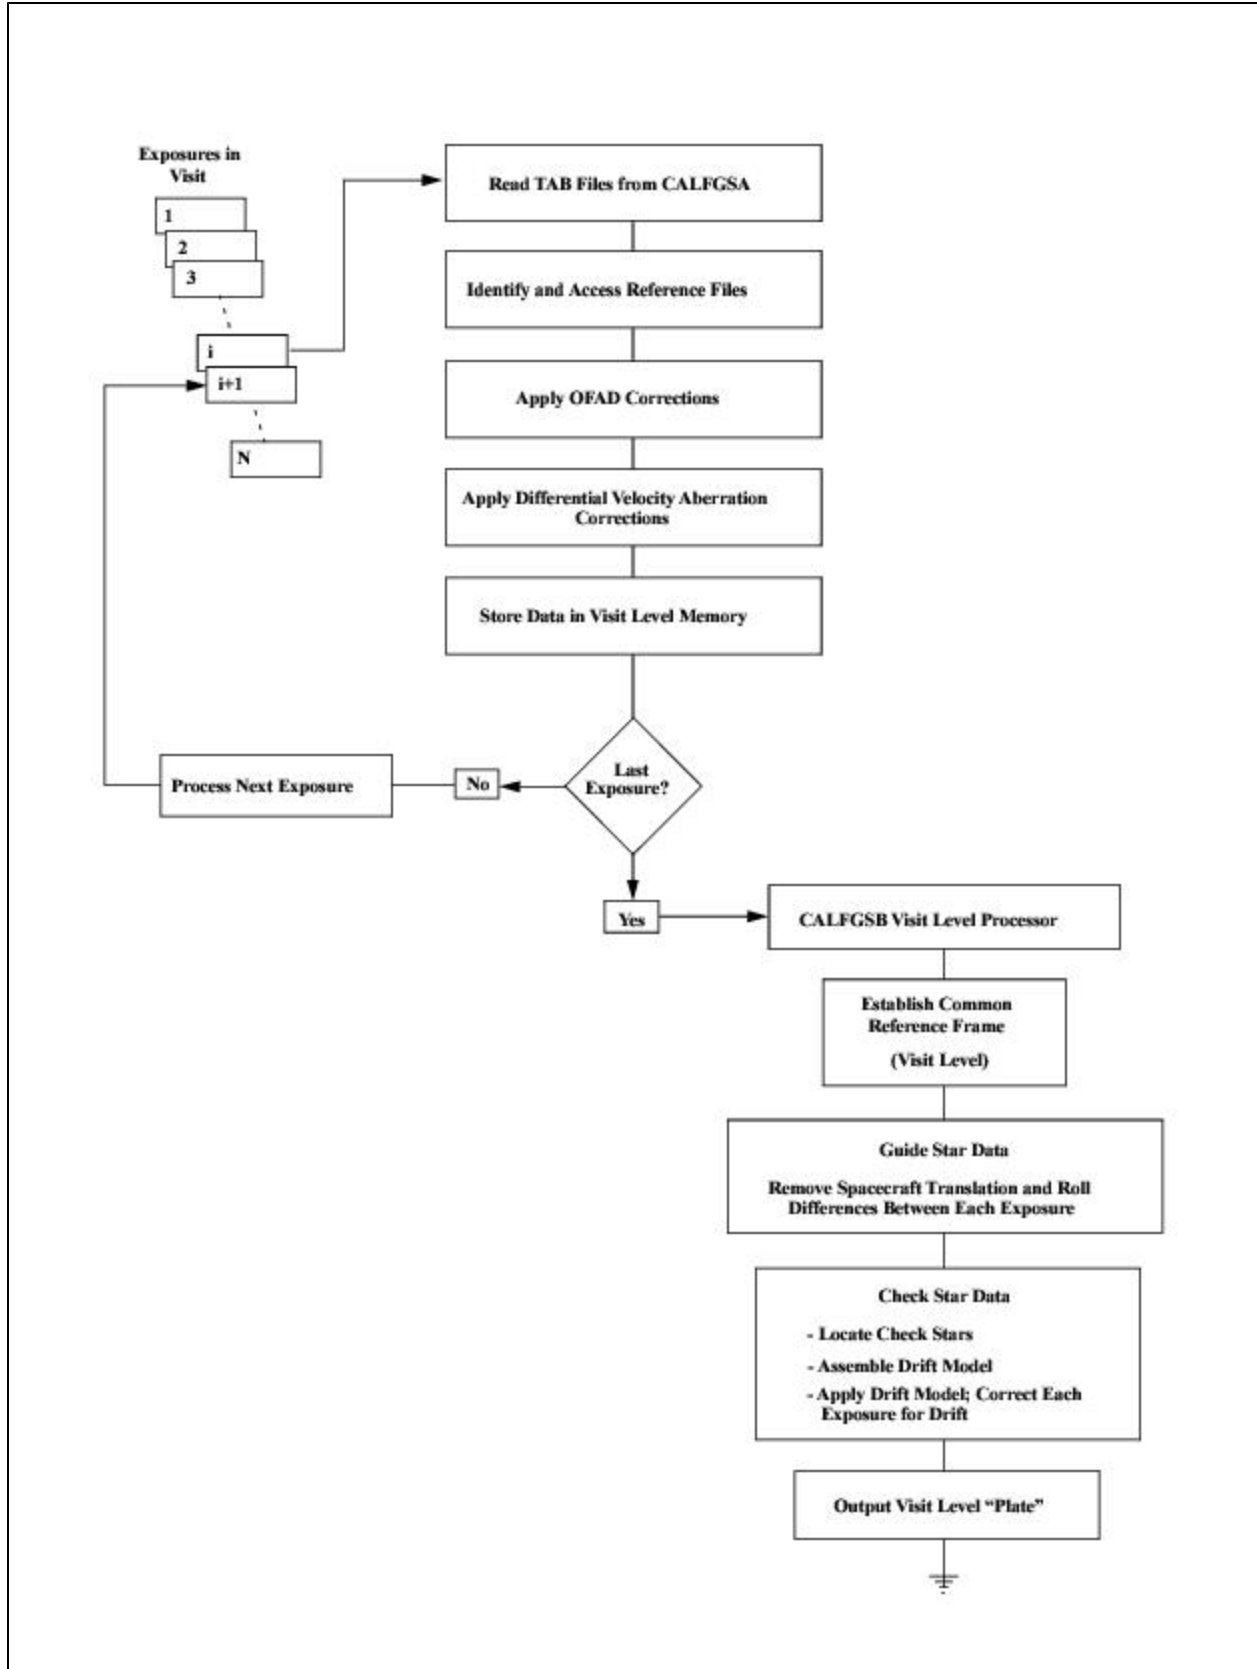 Exposures in
Visit
1
2
3
i
i+1
N
Read TAB Files from CALFGSA
Identify and Access Reference Files
Apply OFAD Corrections
Apply Differential Velocity Aberration
Corrections
Store Data in Visit Level Memory
Last
Exposure?
No
Process Next Exposure
Yes
CALFGSB Visit Level Processor
Establish Common
Reference Frame
(Visit Level)
Guide Star Data
Remove Spacecraft Translation and Roll
Differences Between Each Exposure
Check Star Data
- Locate Check Stars
- Assemble Drift Model
- Apply Drift Model; Correct Each
Exposure for Drift
Output Visit Level “Plate”